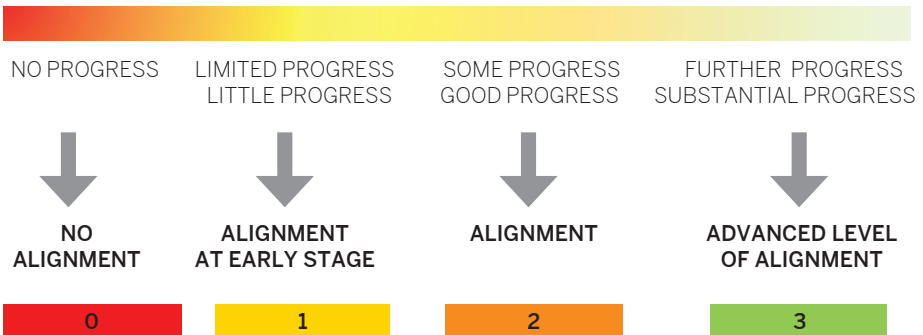 NO PROGRESS
LIMITED PROGRESS
LITTLE PROGRESS
SOME PROGRESS
GOOD PROGRESS
FURTHER PROGRESS
SUBSTANTIAL PROGRESS
NO
ALIGNMENT
ALIGNMENT
AT EARLY STAGE
ALIGNMENT
ADVANCED LEVEL
OF ALIGNMENT
0
1
2
3